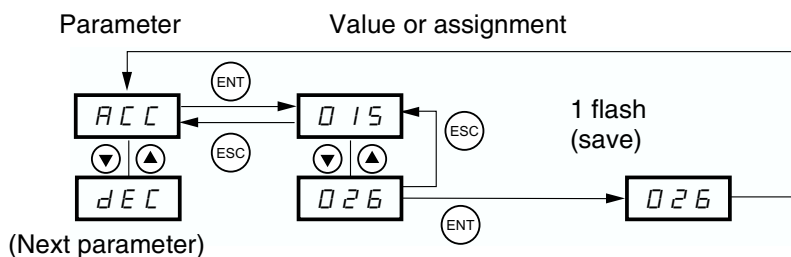 Parameter
Value or assignment
ENT
ACC
015
1 flash
(save)
ESC
ESC
dEC
026
026
ENT
(Next parameter)